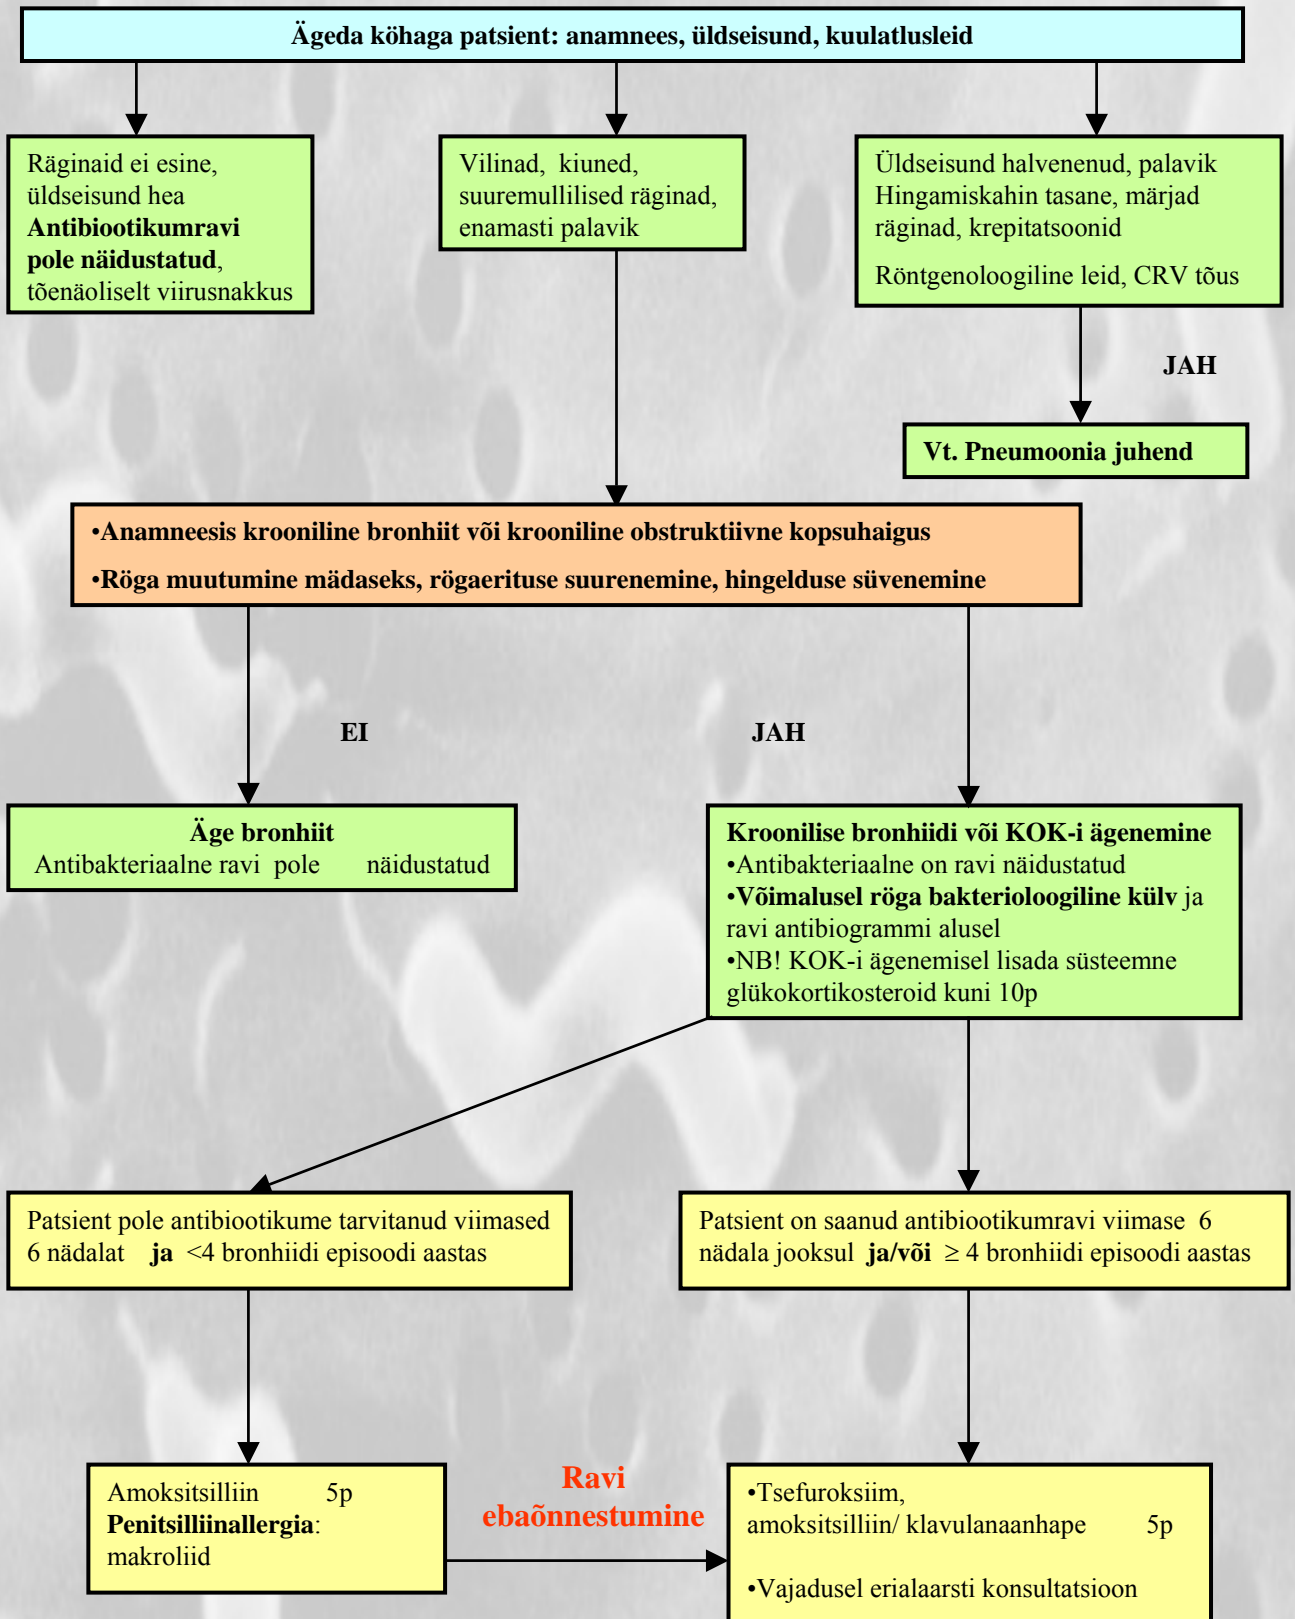 Ägeda köhaga patsient: anamnees, üldseisund, kuulatlusleid
Räginaid ei esine,
üldseisund hea
Antibiootikumravi
pole näidustatud,
tõenäoliselt viirusnakkus
Vilinad, kiuned,
suuremullilised räginad,
enamasti palavik
Üldseisund halvenenud, palavik
Hingamiskahin tasane, märjad
räginad, krepitatsoonid
Röntgenoloogiline leid, CRV tõus
JAH
Vt. Pneumoonia juhend
•Anamneesis krooniline bronhiit või krooniline obstruktiivne kopsuhaigus
•Röga muutumine mädaseks, rögaerituse suurenemine, hingelduse süvenemine
EI
JAH
Äge bronhiit
Antibakteriaalne ravi pole näidustatud
Kroonilise bronhiidi või KOK-i ägenemine
•Antibakteriaalne on ravi näidustatud
•Võimalusel röga bakterioloogiline külv ja
ravi antibiogrammi alusel
•NB! KOK-i ägenemisel lisada süsteemne
glükokortikosteroid kuni 10p
Patsient pole antibiootikume tarvitanud viimased
6 nädalat ja <4 bronhiidi episoodi aastas
Patsient on saanud antibiootikumravi viimase 6
nädala jooksul ja/või ≥ 4 bronhiidi episoodi aastas
Amoksitsilliin 5p
Penitsilliinallergia:
makroliid
Ravi
ebaõnnestumine
•Tsefuroksiim,
amoksitsilliin/ klavulanaanhape 5p
•Vajadusel erialaarsti konsultatsioon